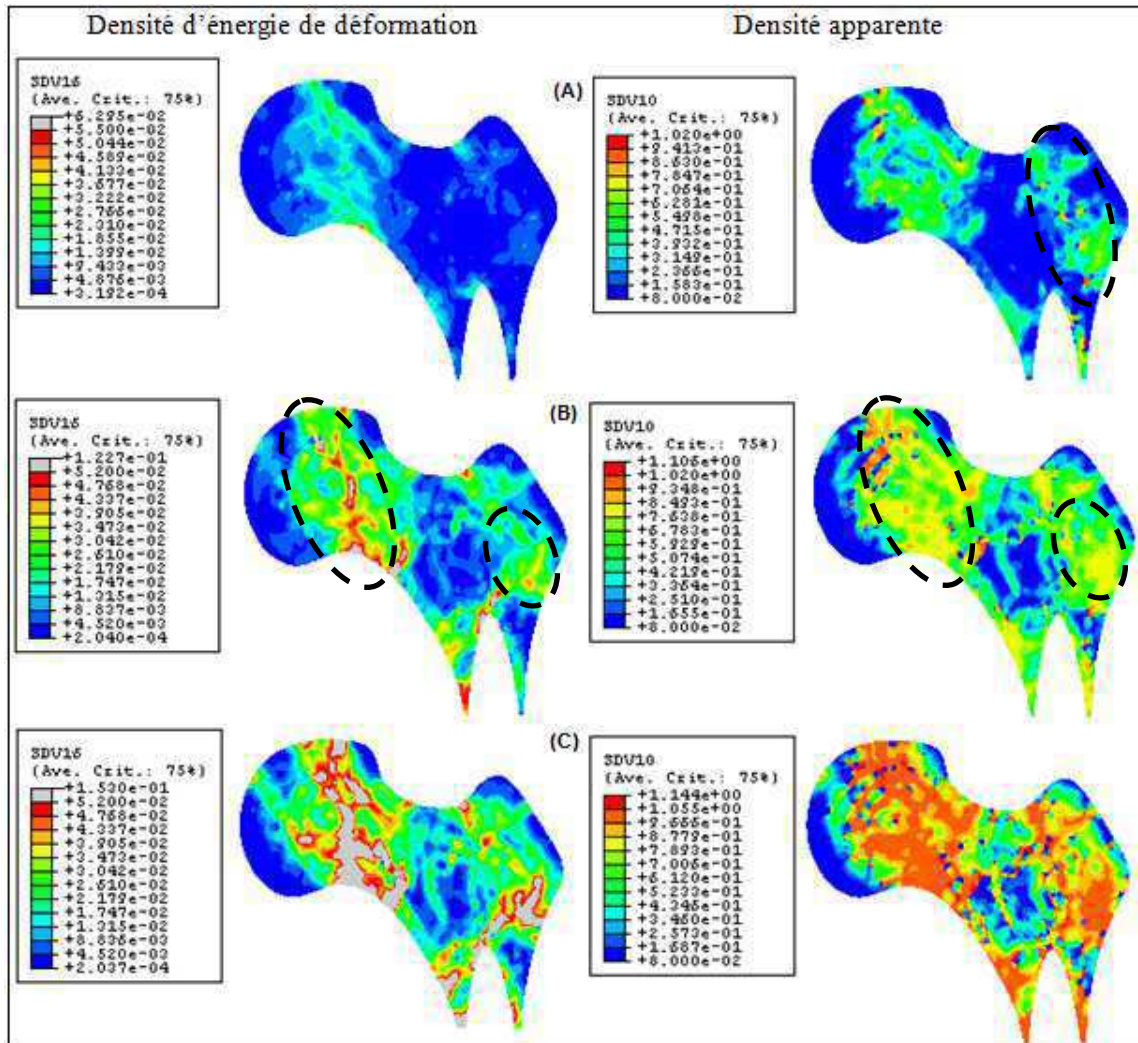 Densité d'énergie de déformation
Densité apparente
SDV15
(Ave. Crit.: 75%)
+6.295e-02
+5.500e-02
+5.044e-02
+4.589e-02
+4.133e-02
+3.677e-02
+3.222e-02
+2.766e-02
+2.310e-02
+1.855e-02
+1.399e-02
+9.433e-03
+4.876e-03
+3.192e-04
(A)
SDV10
(Ave. Crit.: 75%)
+1.020e+00
+9.413e-01
+8.630e-01
+7.847e-01
+7.064e-01
+6.281e-01
+5.498e-01
+4.715e-01
+3.932e-01
+3.149e-01
+2.366e-01
+1.583e-01
+8.000e-02
SDV15
(Ave. Crit.: 75%)
+1.227e-01
+5.200e-02
+4.768e-02
+4.337e-02
+3.905e-02
+3.473e-02
+3.042e-02
+2.610e-02
+2.179e-02
+1.747e-02
+1.315e-02
+8.837e-03
+4.520e-03
+2.040e-04
(B)
SDV10
(Ave. Crit.: 75%)
+1.106e+00
+1.020e+00
+9.348e-01
+8.493e-01
+7.638e-01
+6.783e-01
+5.929e-01
+5.074e-01
+4.219e-01
+3.364e-01
+2.510e-01
+1.655e-01
+8.000e-02
SDV15
(Ave. Crit.: 75%)
+1.530e-01
+5.200e-02
+4.768e-02
+4.337e-02
+3.905e-02
+3.473e-02
+3.042e-02
+2.610e-02
+2.179e-02
+1.747e-02
+1.315e-02
+8.836e-03
+4.520e-03
+2.037e-04
(C)
SDV10
(Ave. Crit.: 75%)
+1.144e+00
+1.055e+00
+9.666e-01
+8.779e-01
+7.893e-01
+7.006e-01
+6.120e-01
+5.233e-01
+4.346e-01
+3.460e-01
+2.573e-01
+1.687e-01
+8.000e-02